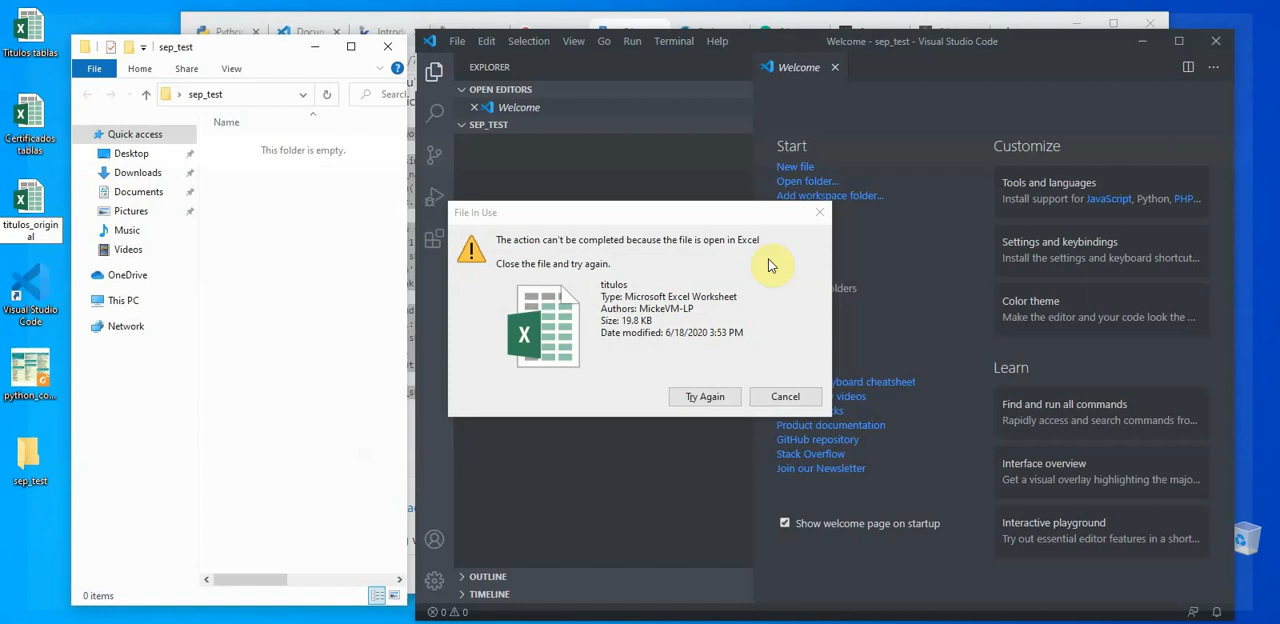 Titulos tablas
Certificados
tablas
titulos_origin
al
Visual Studio
Code
python_co...
sep_test
sep_test
File
Home
Share
View
sep_test
Searc
Name
This folder is empty.
Quick access
Desktop
Downloads
Documents
Pictures
Music
Videos
OneDrive
This PC
Network
0 items
File
Edit
Selection
View
Go
Run
Terminal
Help
Welcome - sep_test - Visual Studio Code
EXPLORER
OPEN EDITORS
Welcome
SEP_TEST
OUTLINE
TIMELINE
0
0
Welcome
Start
New file
Open folder...
Add workspace folder...
File In Use
The action can't be completed because the file is open in Excel
Close the file and try again.
titulos
Type: Microsoft Excel Worksheet
Authors: MickeVM-LP
Size: 19.8 KB
Date modified: 6/18/2020 3:53 PM
Try Again
Cancel
Product documentation
GitHub repository
Stack Overflow
Join our Newsletter
Show welcome page on startup
Customize
Tools and languages
Install support for JavaScript, Python, PHP...
Settings and keybindings
Install the settings and keyboard shortcut...
Color theme
Make the editor and your code look the ...
Learn
Find and run all commands
Rapidly access and search commands fro...
Interface overview
Get a visual overlay highlighting the majo...
Interactive playground
Try out essential editor features in a short...